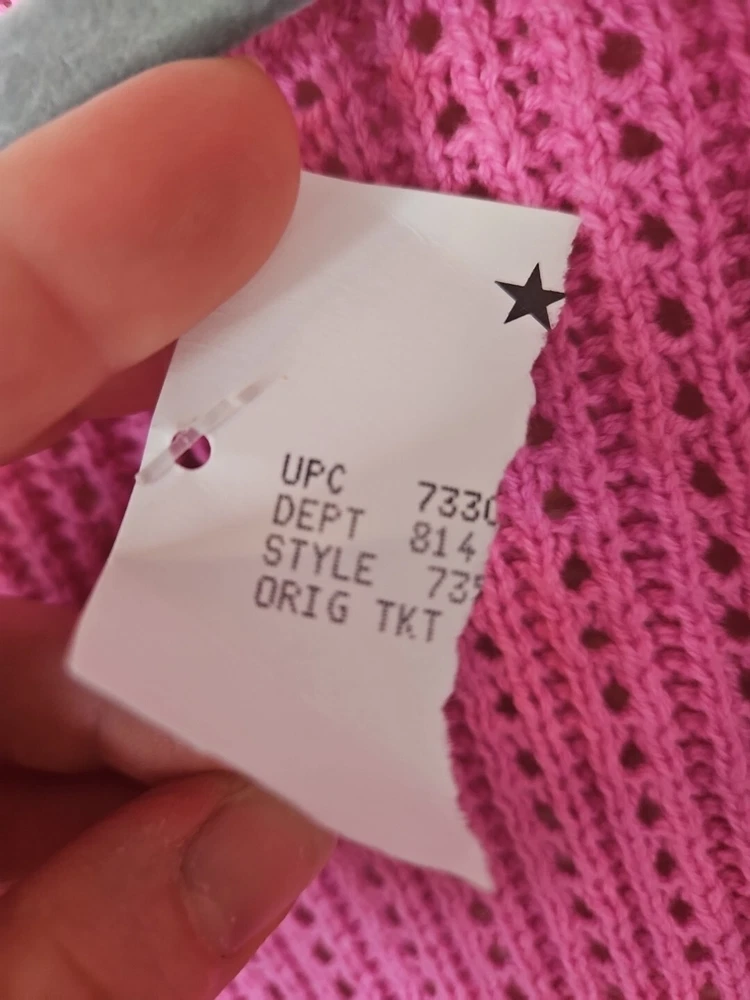 UPC 7330
DEPT 814
STYLE 735
ORIG TKT